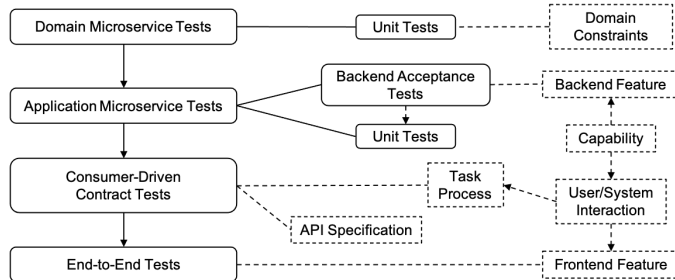 Domain Microservice Tests
Unit Tests
Domain
Constraints
Backend Acceptance
Tests
Backend Feature
Application Microservice Tests
Unit Tests
Capability
Consumer-Driven
Contract Tests
Task
Process
User/System
Interaction
API Specification
End-to-End Tests
Frontend Feature